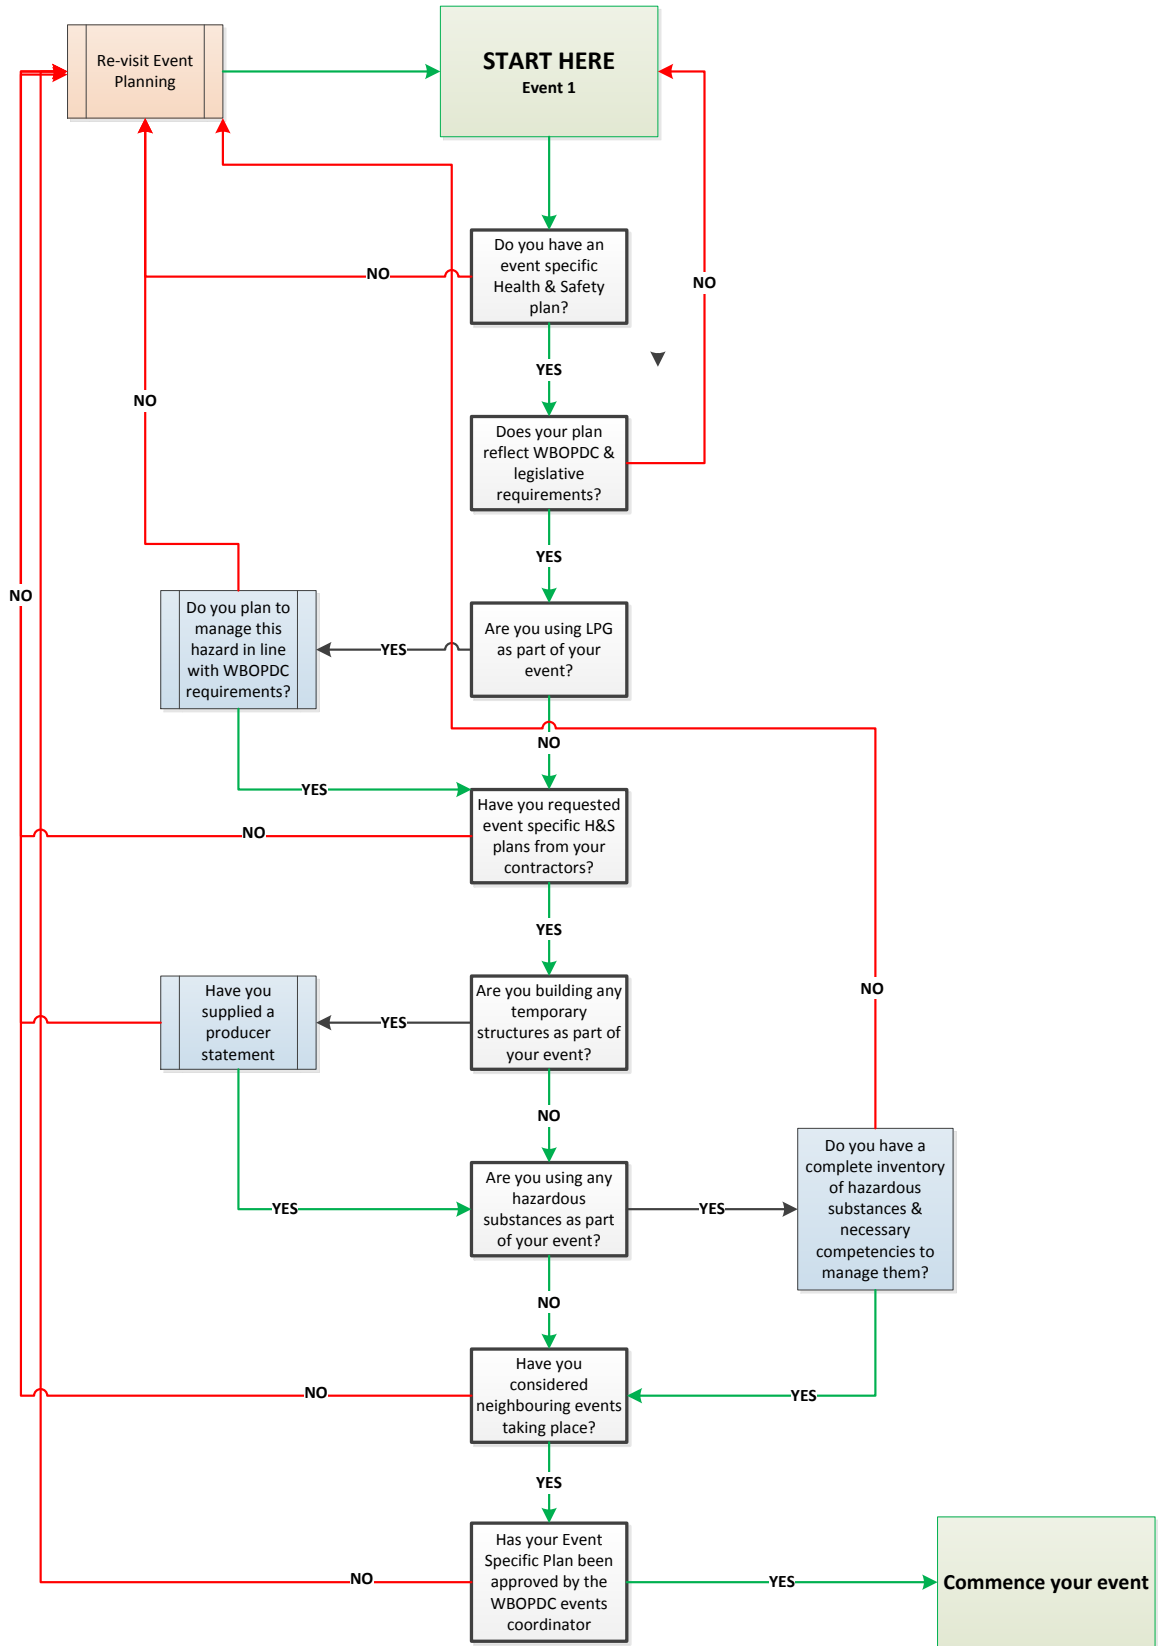 Re-visit Event
Planning
START HERE
Event 1
Do you have an
event specific
Health & Safety
plan?
NO
NO
YES
NO
Does your plan
reflect WBOPDC &
legislative
requirements?
YES
NO
Do you plan to
manage this
hazard in line
with WBOPDC
requirements?
YES
Are you using LPG
as part of your
event?
NO
YES
Have you requested
event specific H&S
plans from your
contractors?
NO
YES
Have you
supplied a
producer
statement
YES
Are you building any
temporary
structures as part of
your event?
NO
NO
Do you have a
complete inventory
of hazardous
substances &
necessary
competencies to
manage them?
Are you using any
hazardous
substances as part
of your event?
YES
YES
NO
Have you
considered
neighbouring events
taking place?
NO
YES
YES
Has your Event
Specific Plan been
approved by the
WBOPDC events
coordinator
NO
YES
Commence your event